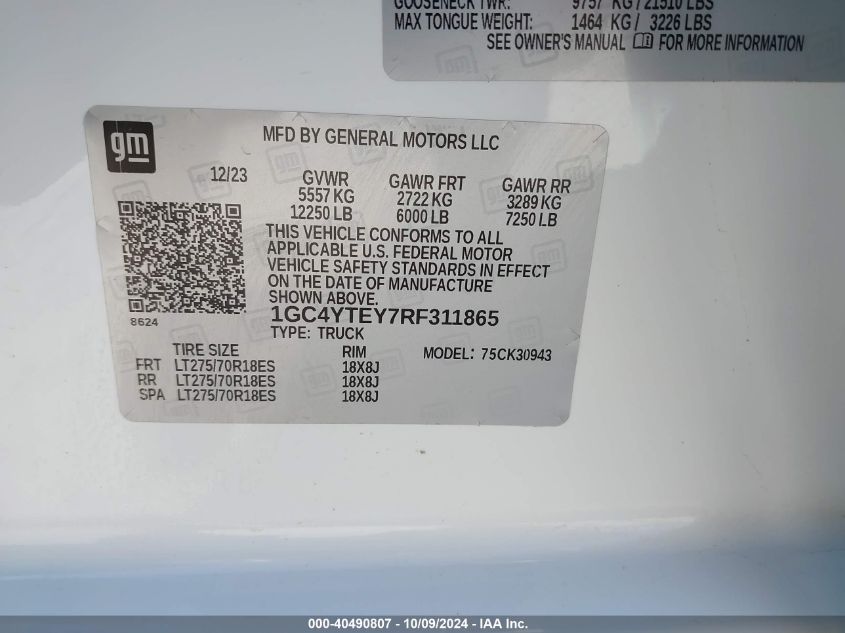 GOOSENECK TWR: 9757 KG / 21510 LBS
MAX TONGUE WEIGHT: 1464 KG / 3226 LBS
SEE OWNER'S MANUAL FOR MORE INFORMATION
gm
MFD BY GENERAL MOTORS LLC
12/23 GVWR GAWR FRT GAWR RR
5557 KG 2722 KG 3289 KG
12250 LB 6000 LB 7250 LB
THIS VEHICLE CONFORMS TO ALL
APPLICABLE U.S. FEDERAL MOTOR
VEHICLE SAFETY STANDARDS IN EFFECT
ON THE DATE OF MANUFACTURE
SHOWN ABOVE.
8624
1GC4YTEY7RF311865
TYPE: TRUCK
TIRE SIZE RIM MODEL: 75CK30943
FRT LT275/70R18ES 18X8J
RR LT275/70R18ES 18X8J
SPA LT275/70R18ES 18X8J
000-40490807 - 10/09/2024 - IAA Inc.